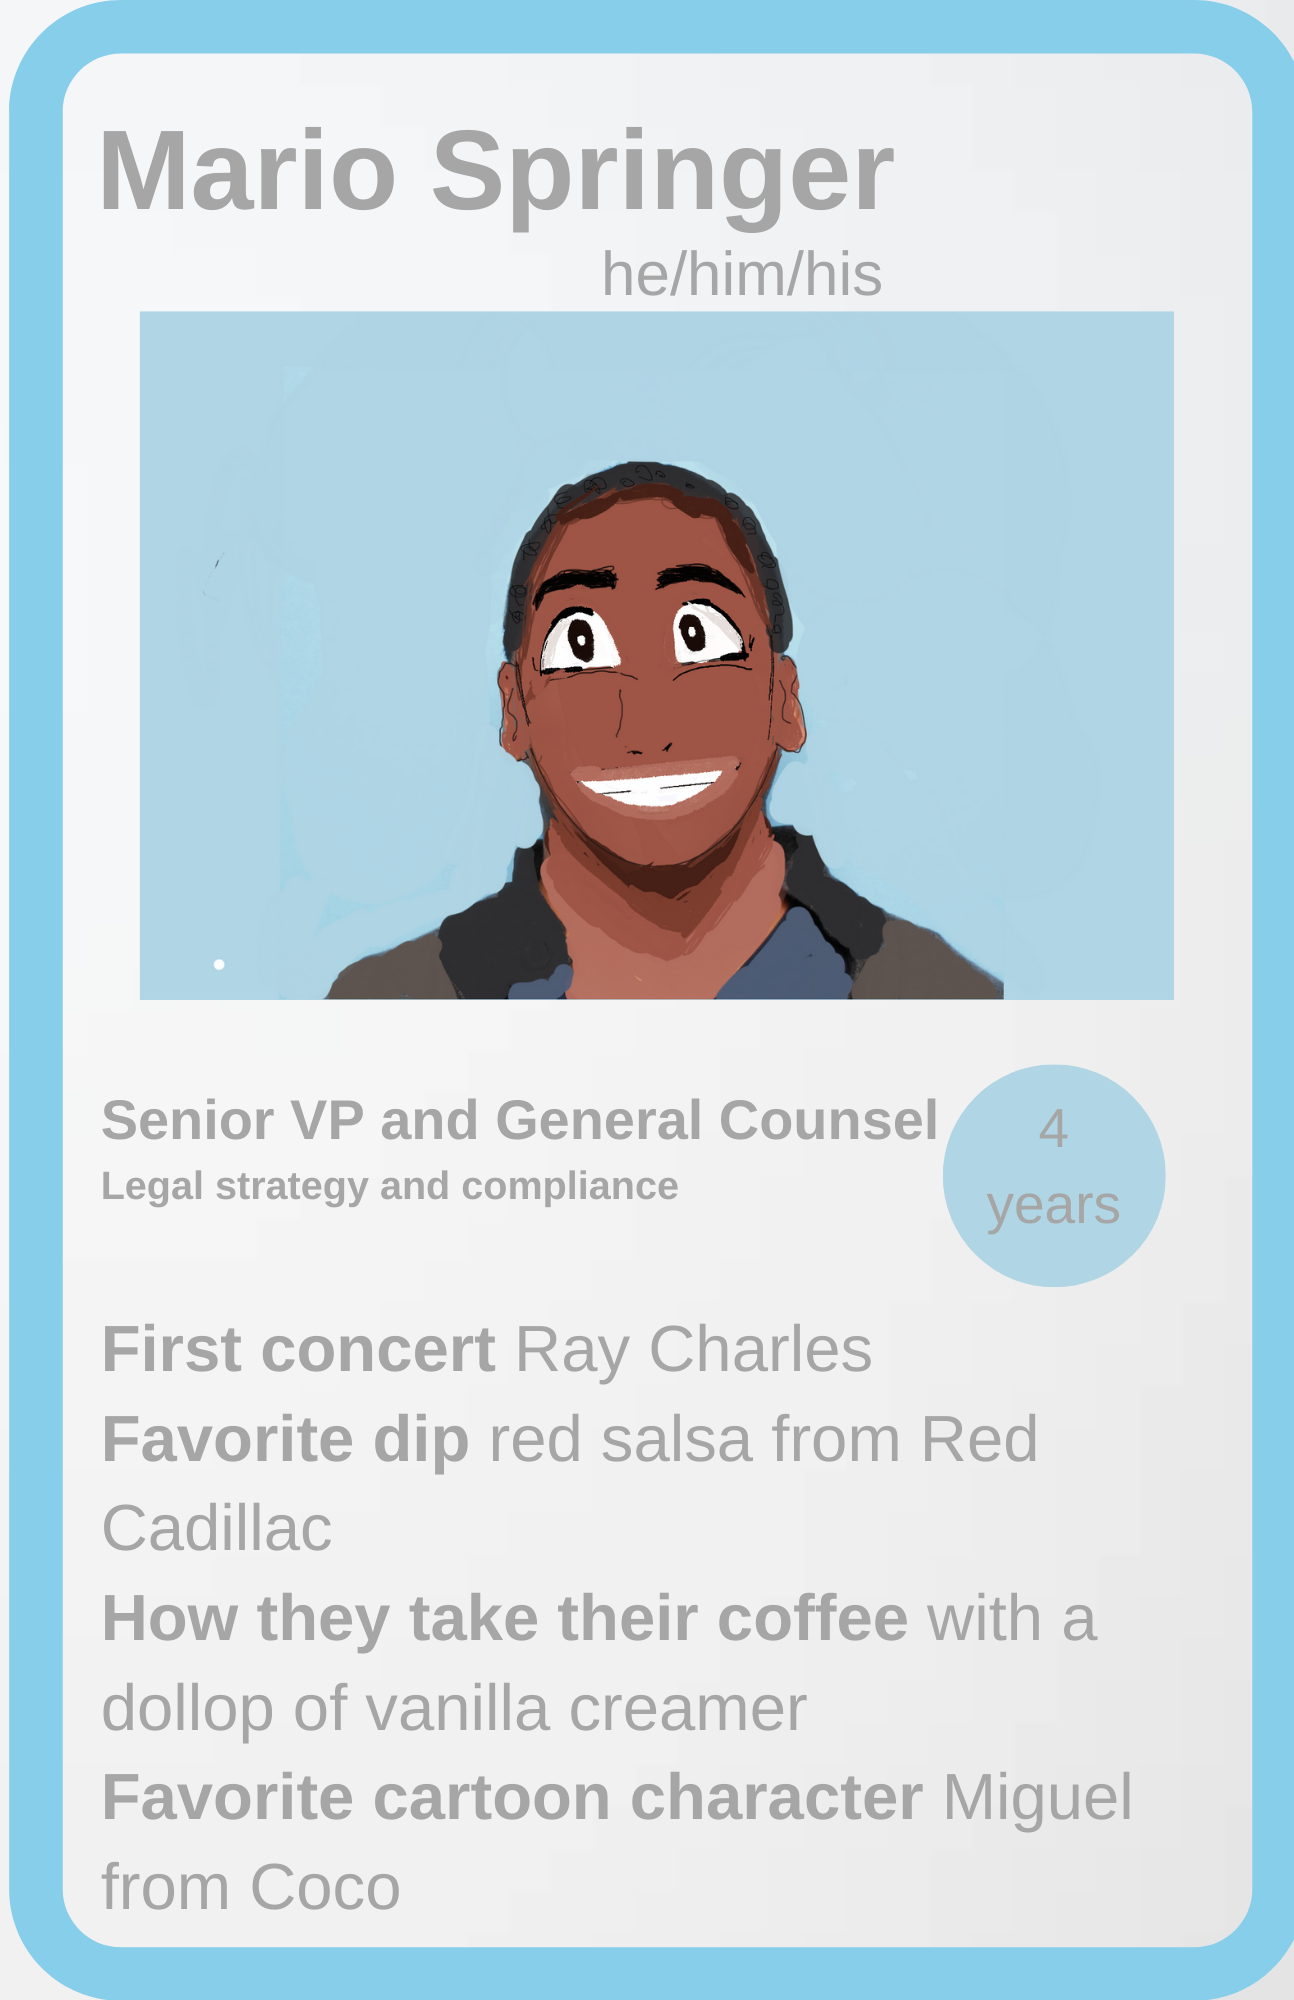 Mario Springer
he/him/his
Senior VP and General Counsel
Legal strategy and compliance
4
years
First concert Ray Charles
Favorite dip red salsa from Red
Cadillac
How they take their coffee with a
dollop of vanilla creamer
Favorite cartoon character Miguel
from Coco